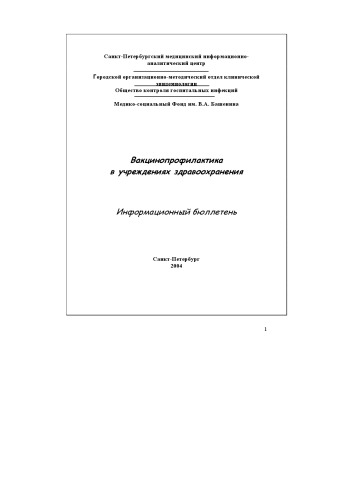 Санкт-Петербургский медицинский информационно-
аналитический центр
Городской организационно-методический отдел клинической
эпидемиологии
Общество контроля госпитальных инфекций
Медико-социальный Фонд им. В.А. Башенина
Вакцинопрофилактика
в учреждениях здравоохранения
Информационный бюллетень
Санкт-Петербург
2004
1